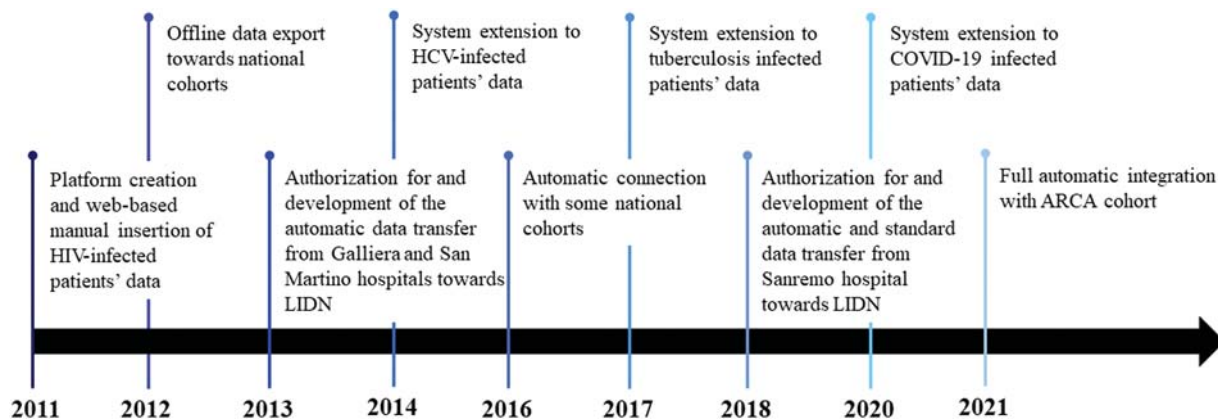 Offline data export
towards national
cohorts
System extension to
HCV-infected
patients' data
System extension to
tuberculosis infected
patients' data
System extension to
COVID-19 infected
patients' data
Platform creation
and web-based
manual insertion of
HIV-infected
patients' data
Authorization for and
development of the
automatic data transfer
from Galliera and San
Martino hospitals towards
LIDN
Automatic connection
with some national
cohorts
Authorization for and
development of the
automatic and standard
data transfer from
Sanremo hospital
towards LIDN
Full automatic integration
with ARCA cohort
2011 2012 2013 2014 2016 2017 2018 2020 2021